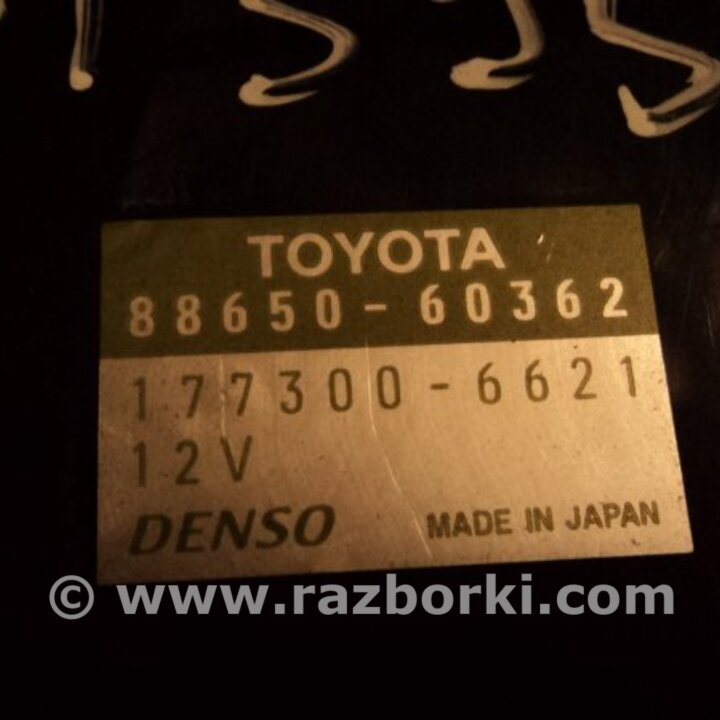 TOYOTA
88650-60362
177300-6621
12V
DENSO MADE IN JAPAN
© www.razborki.com